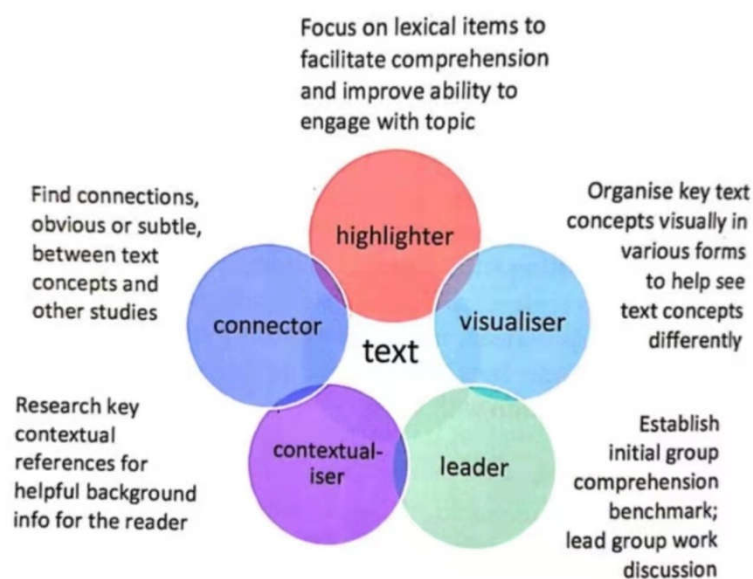 Focus on lexical items to
facilitate comprehension
and improve ability to
engage with topic
highlighter
Find connections,
obvious or subtle,
between text
concepts and
other studies
connector
Organise key text
concepts visually in
various forms
to help see
text concepts
differently
visualiser
text
Research key
contextual
references for
helpful background
info for the reader
contextual-
iser
Establish
initial group
comprehension
benchmark;
lead group work
discussion
leader